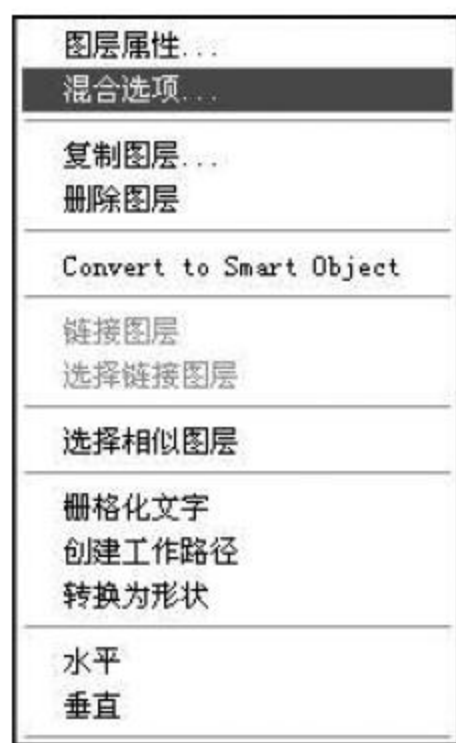 图层属性...
混合选项...
复制图层...
删除图层
Convert to Smart Object
链接图层
选择链接图层
选择相似图层
栅格化文字
创建工作路径
转换为形状
水平
垂直